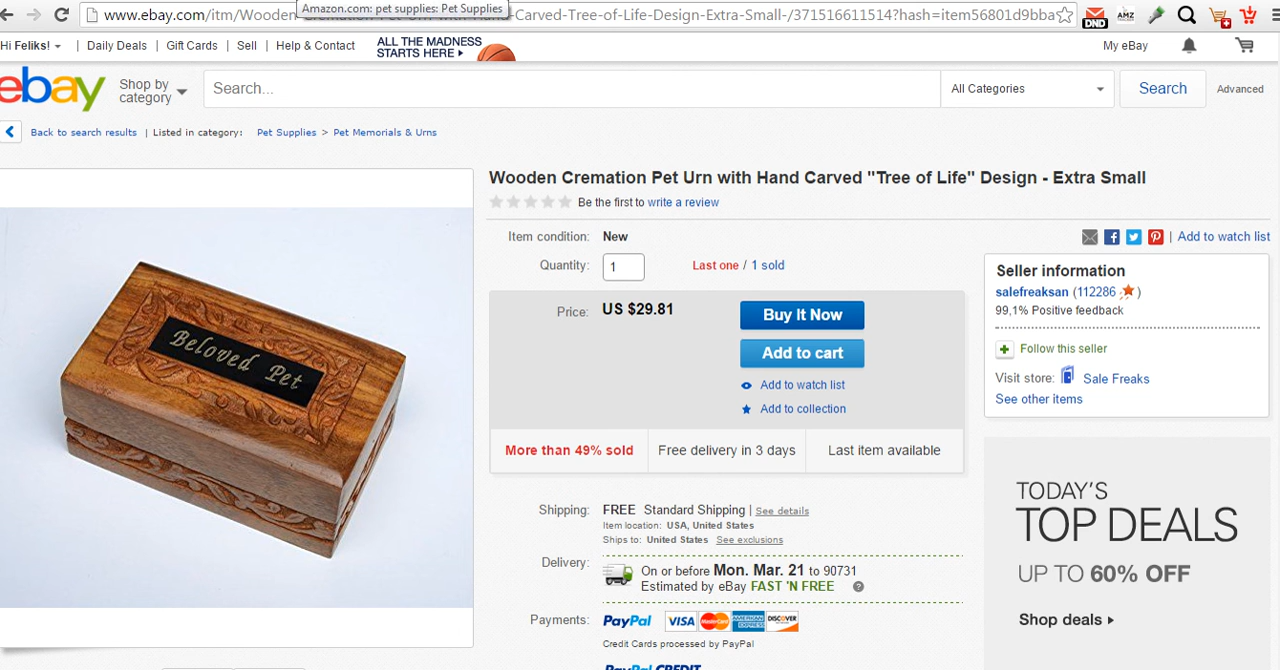 Amazon.com: pet supplies: Pet Supplies
www.ebay.com/itm/Wooden-Cremation-Pet-Urn-with-Hand-Carved-Tree-of-Life-Design-Extra-Small-/371516611514?hash=item56801d9bba
DND
AMZ
Hi Feliks! | Daily Deals | Gift Cards | Sell | Help & Contact
ALL THE MADNESS
STARTS HERE
My eBay
ebay
Shop by
category
Search...
All Categories
Search
Advanced
Back to search results | Listed in category: Pet Supplies > Pet Memorials & Urns
Beloved Pet
Wooden Cremation Pet Urn with Hand Carved "Tree of Life" Design - Extra Small
Be the first to write a review
Item condition: New
Quantity: 1 Last one / 1 sold
Price: US $29.81
Buy It Now
Add to cart
Add to watch list
Add to collection
More than 49% sold
Free delivery in 3 days
Last item available
Shipping: FREE Standard Shipping | See details
Item location: USA, United States
Ships to: United States See exclusions
Delivery: On or before Mon. Mar. 21 to 90731
Estimated by eBay FAST 'N FREE ?
Payments: PayPal VISA MasterCard AMERICAN EXPRESS DISCOVER
Credit Cards processed by PayPal
PayPal CREDIT
| Add to watch list
Seller information
salefreaksan (112286 )
99,1% Positive feedback
Follow this seller
Visit store: Sale Freaks
See other items
TODAY'S
TOP DEALS
UP TO 60% OFF
Shop deals